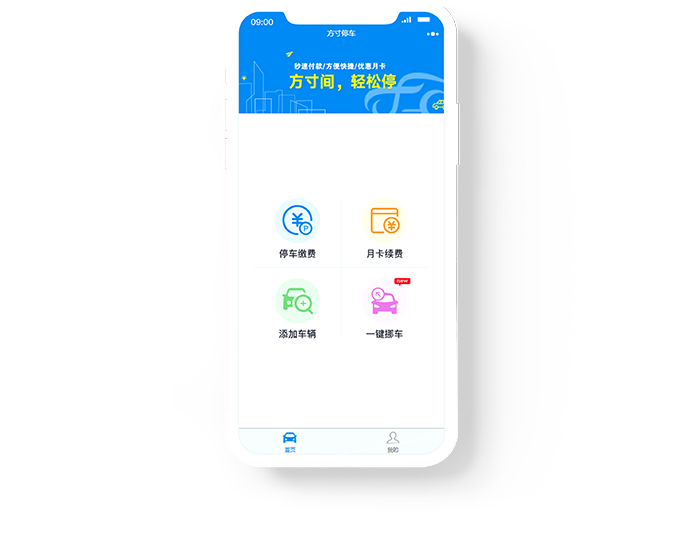 09:00
方寸停车
秒速付款/方便快捷/优惠月卡
方寸间，轻松停
停车缴费
月卡续费
new
添加车辆
一键挪车
首页
我的